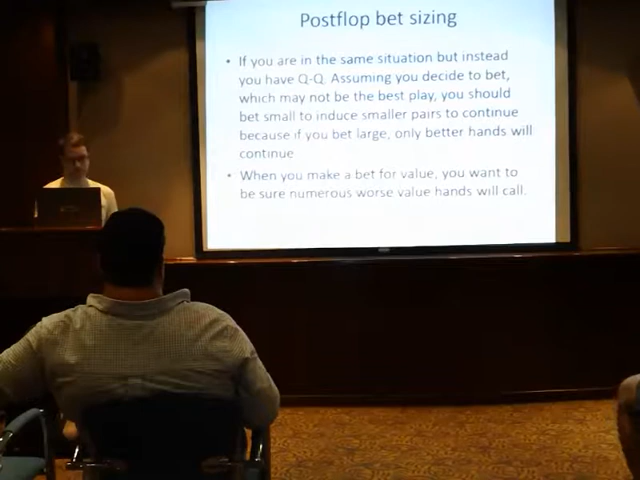 Postflop bet sizing
• If you are in the same situation but instead
you have Q-Q. Assuming you decide to bet,
which may not be the best play, you should
bet small to induce smaller pairs to continue
because if you bet large, only better hands will
continue
• When you make a bet for value, you want to
be sure numerous worse value hands will call.